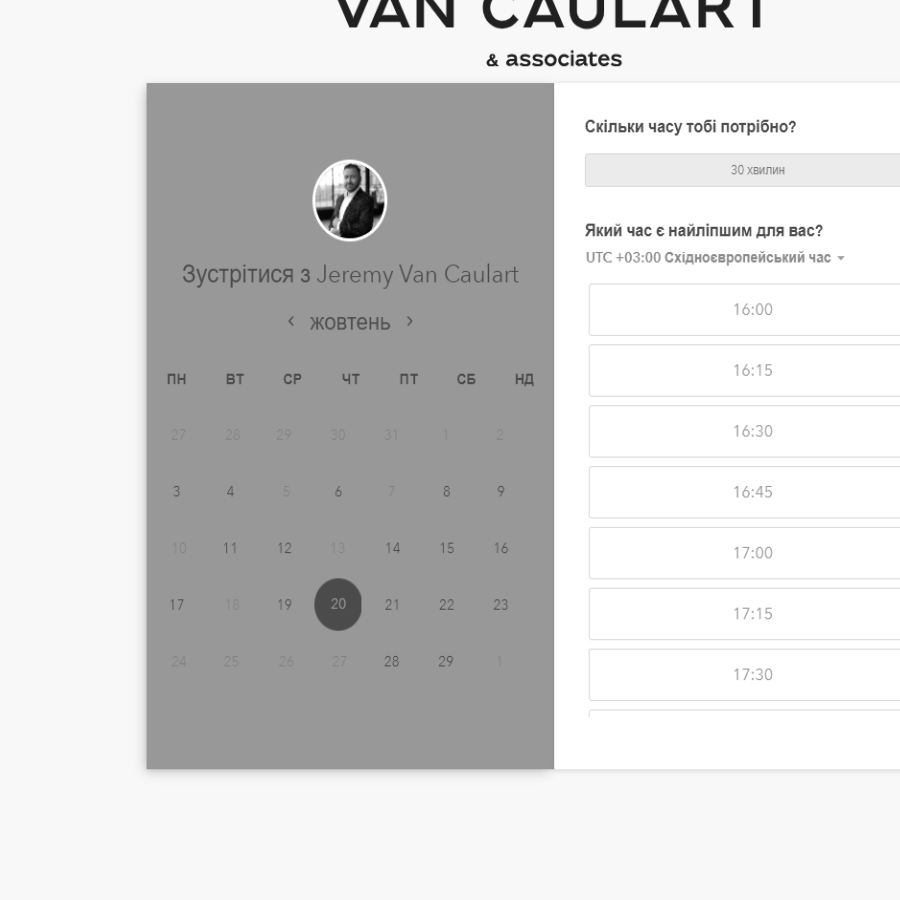 VAN CAULART
& associates
Зустрітися з Jeremy Van Caulart
жовтень
ПН ВТ СР ЧТ ПТ СБ НД
27 28 29 30 31 1 2
3 4 5 6 7 8 9
10 11 12 13 14 15 16
17 18 19 20 21 22 23
24 25 26 27 28 29 1
Скільки часу тобі потрібно?
30 хвилин
Який час є найліпшим для вас?
UTC +03:00 Східноєвропейський час
16:00
16:15
16:30
16:45
17:00
17:15
17:30